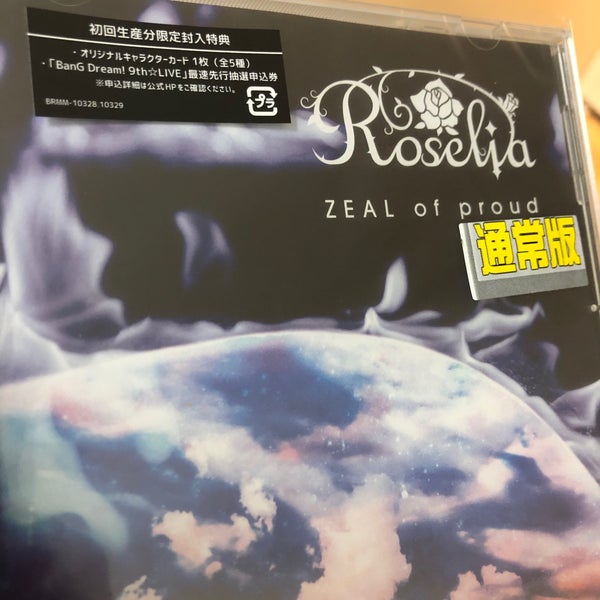 初回生産分限定封入特典
・オリジナルキャラクターカード 1枚（全5種）
・「BanG Dream! 9th☆LIVE」最速先行抽選申込券
※申込詳細は公式HPをご確認ください。
BRMM-10328,10329
プラ
Roselia
ZEAL of proud
通常版